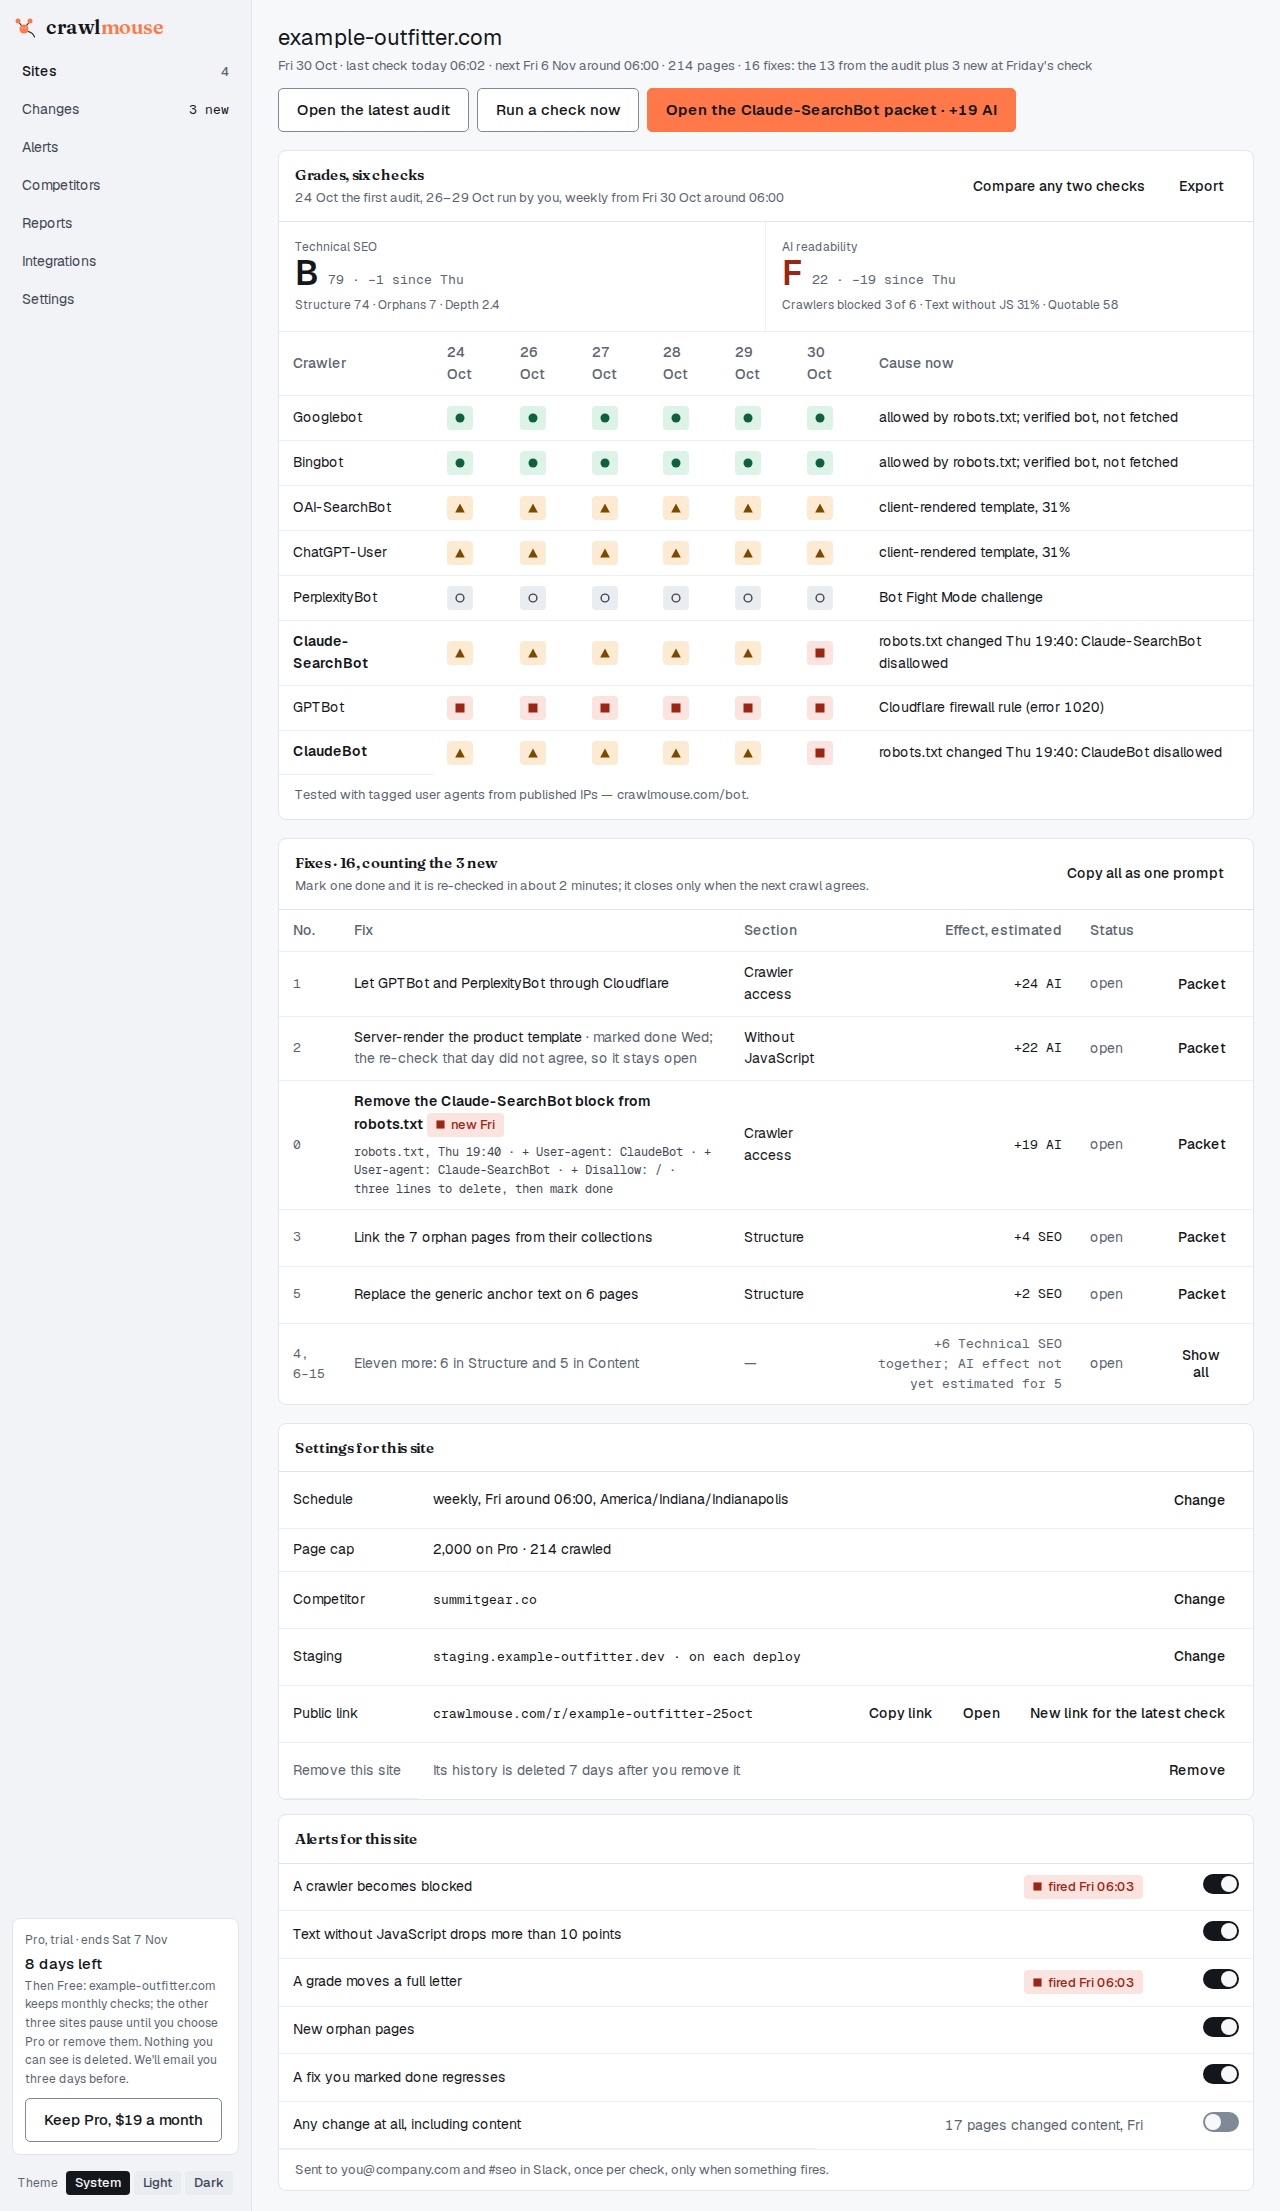 crawlmouse
Sites 4
Changes 3 new
Alerts
Competitors
Reports
Integrations
Settings
Pro, trial · ends Sat 7 Nov
8 days left
Then Free: example-outfitter.com
keeps monthly checks; the other
three sites pause until you choose
Pro or remove them. Nothing you
can see is deleted. We'll email you
three days before.
Keep Pro, $19 a month
Theme System Light Dark
example-outfitter.com
Fri 30 Oct · last check today 06:02 · next Fri 6 Nov around 06:00 · 214 pages · 16 fixes: the 13 from the audit plus 3 new at Friday's check
Open the latest audit Run a check now Open the Claude-SearchBot packet · +19 AI
Grades, six checks
24 Oct the first audit, 26–29 Oct run by you, weekly from Fri 30 Oct around 06:00
Compare any two checks Export
Technical SEO
B 79 · −1 since Thu
Structure 74 · Orphans 7 · Depth 2.4
AI readability
F 22 · −19 since Thu
Crawlers blocked 3 of 6 · Text without JS 31% · Quotable 58
Crawler 24 Oct 26 Oct 27 Oct 28 Oct 29 Oct 30 Oct Cause now
Googlebot allowed by robots.txt; verified bot, not fetched
Bingbot allowed by robots.txt; verified bot, not fetched
OAI-SearchBot client-rendered template, 31%
ChatGPT-User client-rendered template, 31%
PerplexityBot Bot Fight Mode challenge
Claude-SearchBot robots.txt changed Thu 19:40: Claude-SearchBot
disallowed
GPTBot Cloudflare firewall rule (error 1020)
ClaudeBot robots.txt changed Thu 19:40: ClaudeBot disallowed
Tested with tagged user agents from published IPs — crawlmouse.com/bot.
Fixes · 16, counting the 3 new
Mark one done and it is re-checked in about 2 minutes; it closes only when the next crawl agrees.
Copy all as one prompt
No. Fix Section Effect, estimated Status
1 Let GPTBot and PerplexityBot through Cloudflare Crawler access +24 AI open Packet
2 Server-render the product template · marked done Wed;
the re-check that day did not agree, so it stays open Without JavaScript +22 AI open Packet
0 Remove the Claude-SearchBot block from
robots.txt new Fri
robots.txt, Thu 19:40 · + User-agent: ClaudeBot · +
User-agent: Claude-SearchBot · + Disallow: / ·
three lines to delete, then mark done
Crawler access +19 AI open Packet
3 Link the 7 orphan pages from their collections Structure +4 SEO open Packet
5 Replace the generic anchor text on 6 pages Structure +2 SEO open Packet
4, 6–15 Eleven more: 6 in Structure and 5 in Content — +6 Technical SEO
together; AI effect not
yet estimated for 5
open Show all
Settings for this site
Schedule weekly, Fri around 06:00, America/Indiana/Indianapolis Change
Page cap 2,000 on Pro · 214 crawled
Competitor summitgear.co Change
Staging staging.example-outfitter.dev · on each deploy Change
Public link crawlmouse.com/r/example-outfitter-25oct Copy link Open New link for the latest check
Remove this site Its history is deleted 7 days after you remove it Remove
Alerts for this site
A crawler becomes blocked fired Fri 06:03
Text without JavaScript drops more than 10 points
A grade moves a full letter fired Fri 06:03
New orphan pages
A fix you marked done regresses
Any change at all, including content 17 pages changed content, Fri
Sent to you@company.com and #seo in Slack, once per check, only when something fires.